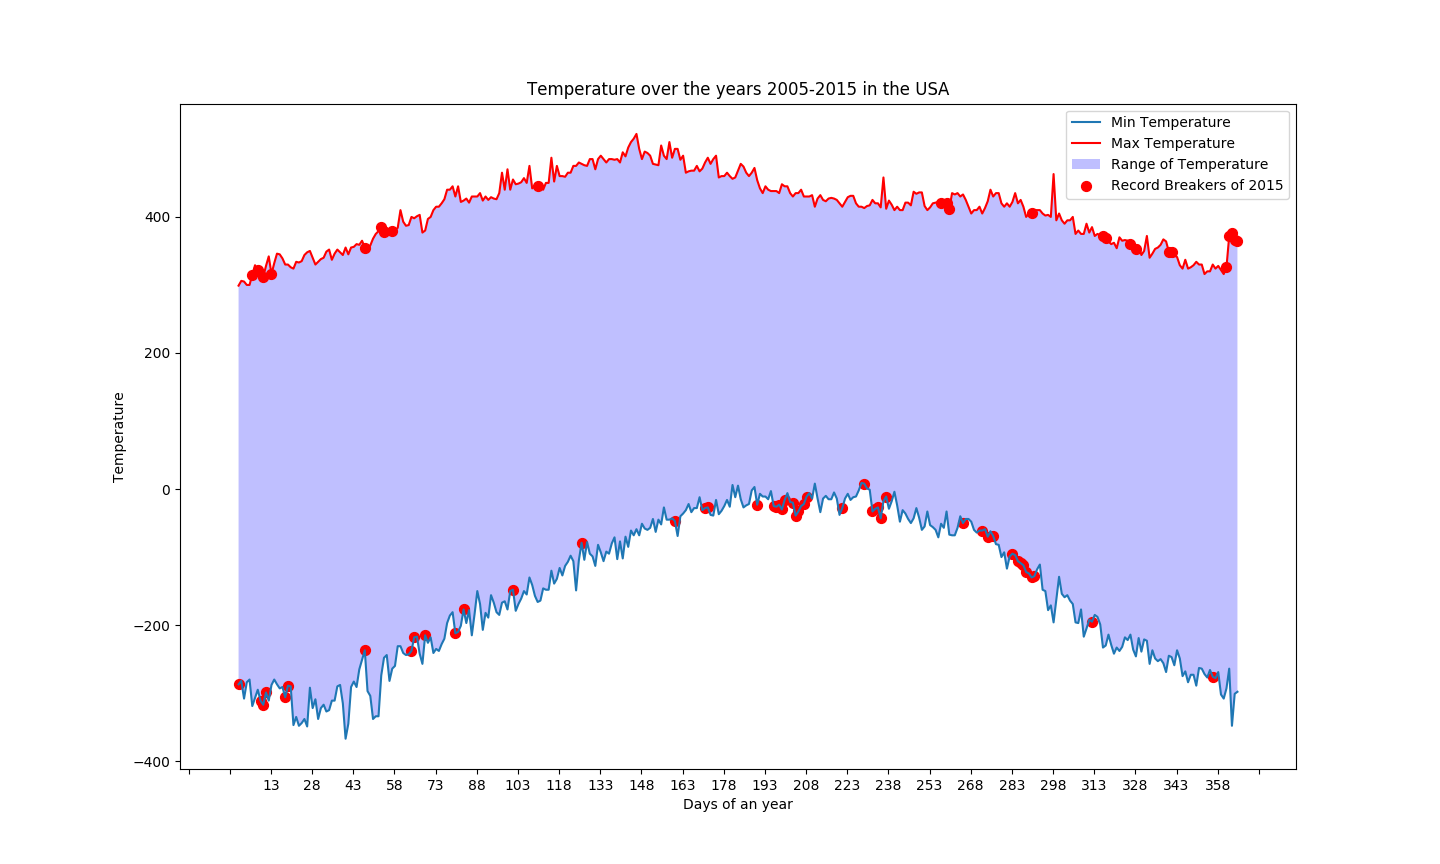 Temperature over the years 2005-2015 in the USA
Min Temperature
Max Temperature
Range of Temperature
Record Breakers of 2015
400
200
0
−200
−400
Temperature
13 28 43 58 73 88 103 118 133 148 163 178 193 208 223 238 253 268 283 298 313 328 343 358
Days of an year